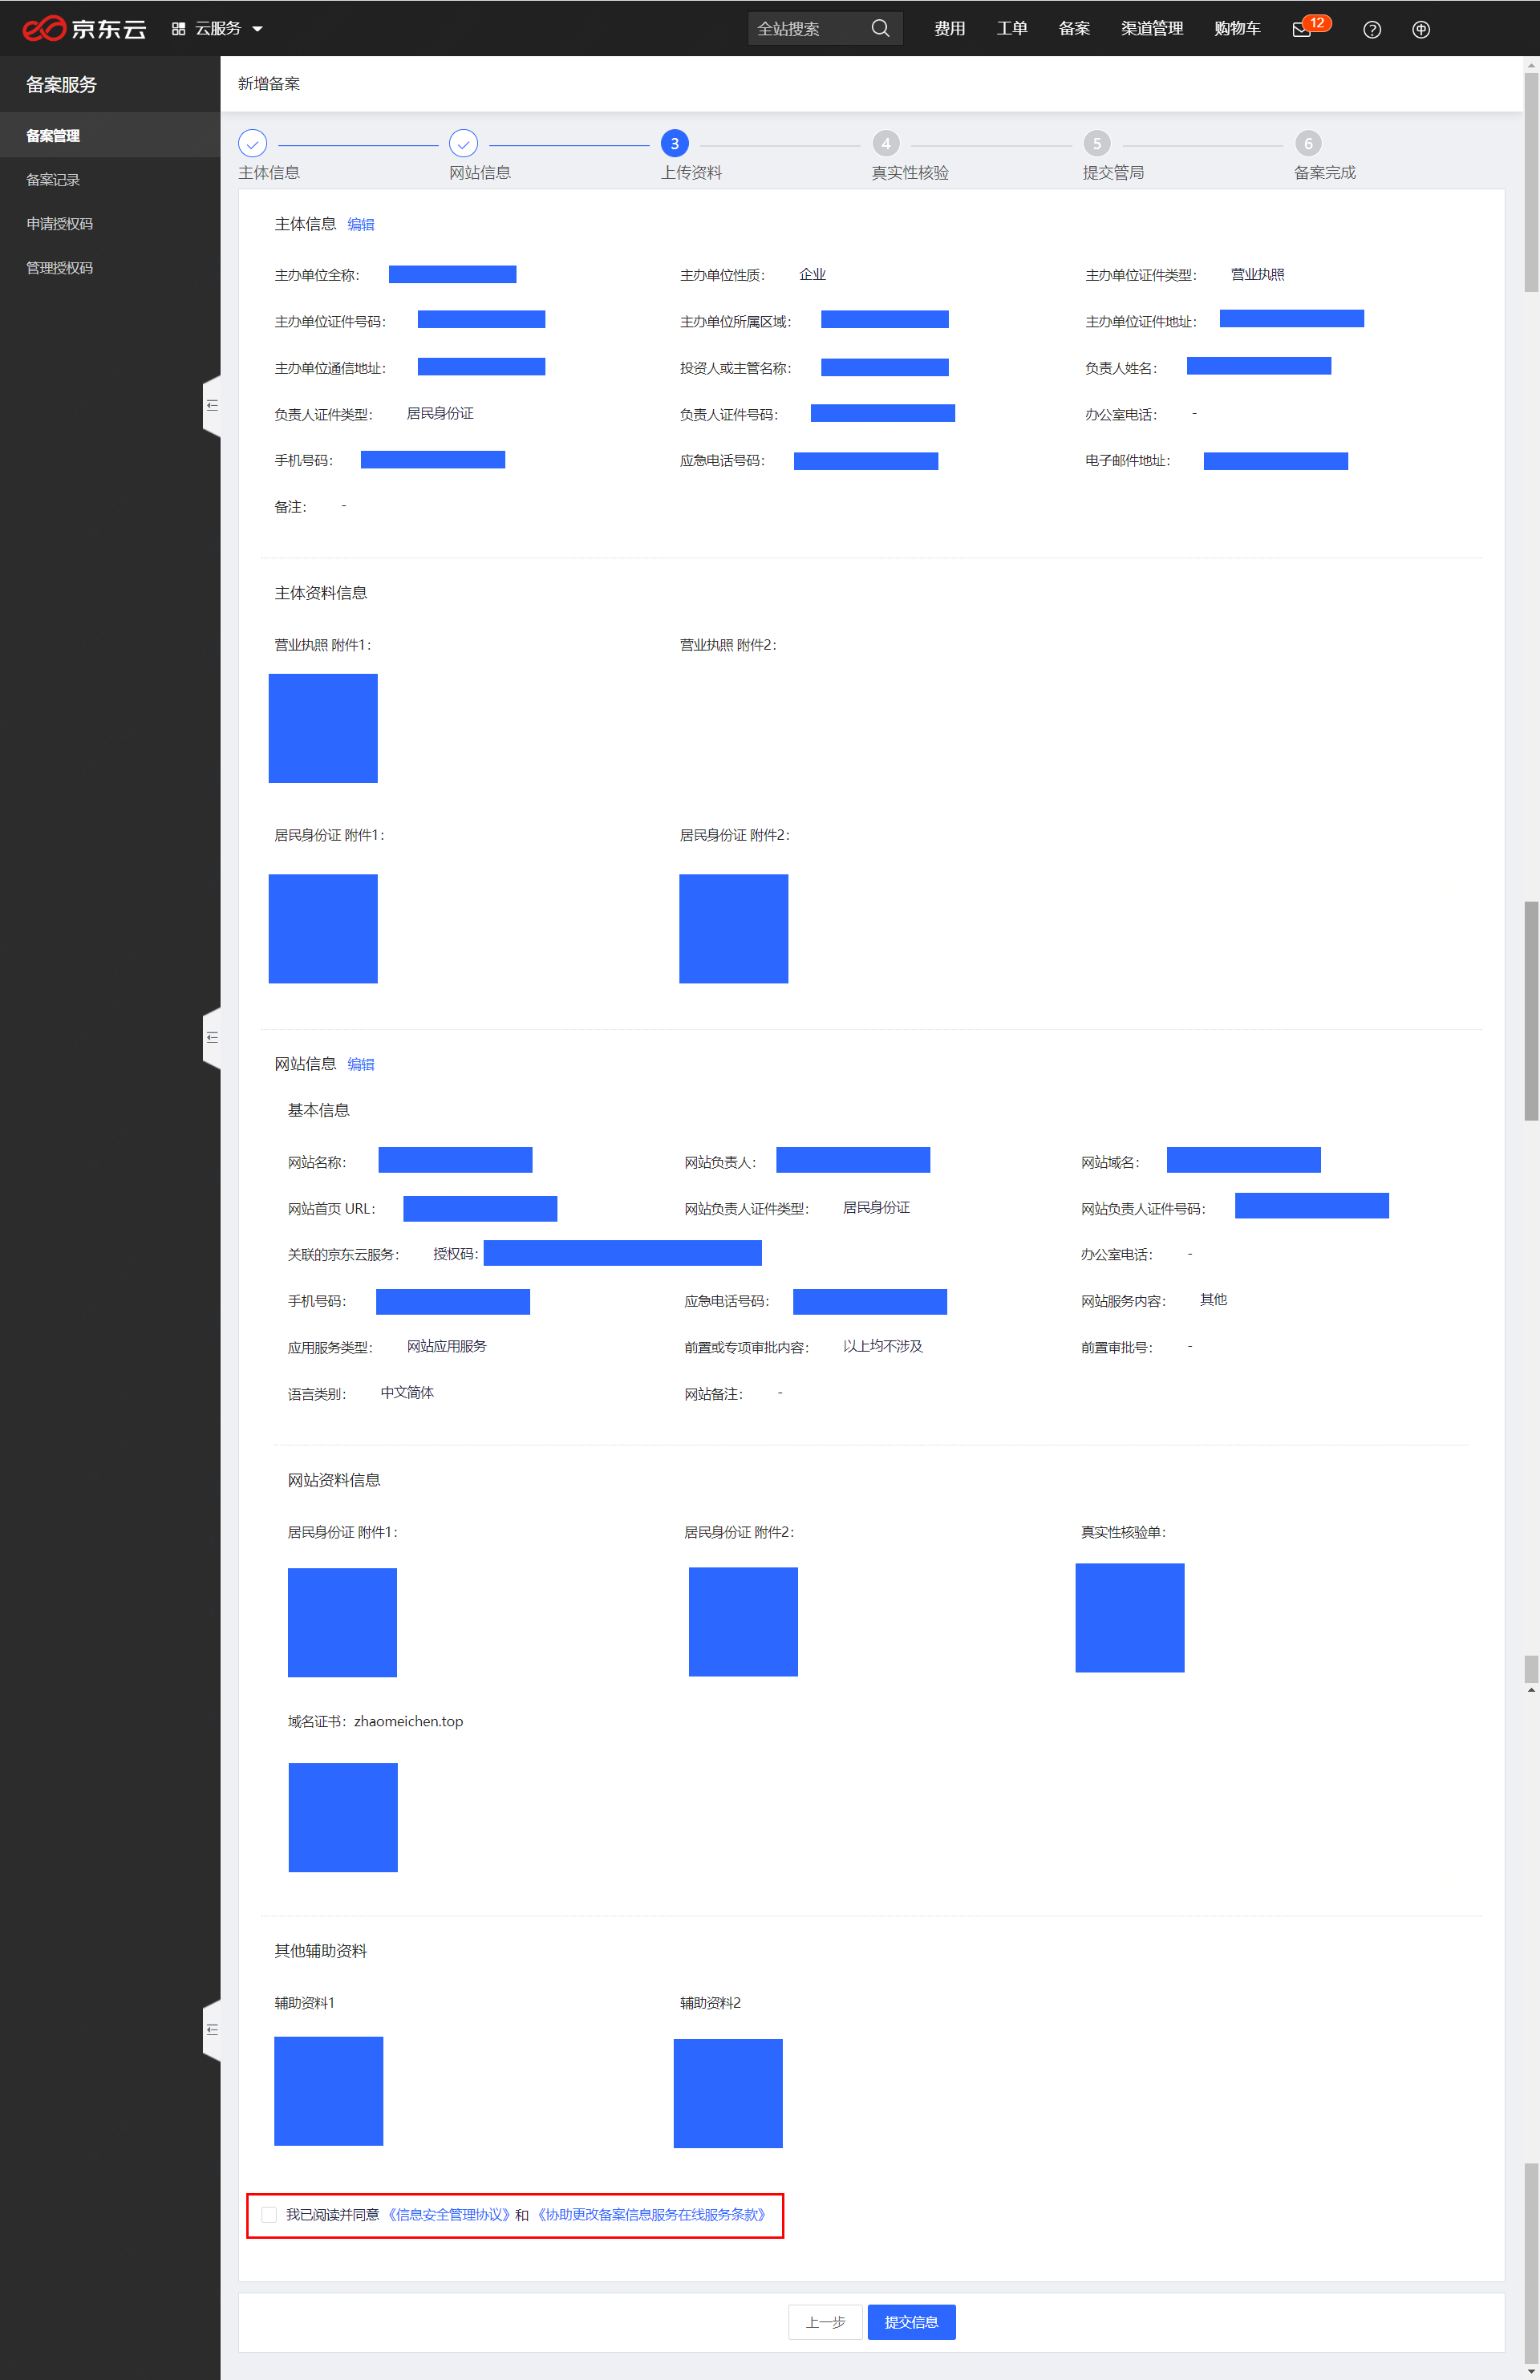 京东云 云服务 全站搜索 费用 工单 备案 渠道管理 购物车 12
备案服务
备案管理
备案记录
申请授权码
管理授权码
新增备案
3 4 5 6
主体信息 网站信息 上传资料 真实性核验 提交管局 备案完成
主体信息 编辑
主办单位全称： 主办单位性质： 企业 主办单位证件类型： 营业执照
主办单位证件号码： 主办单位所属区域： 主办单位证件地址：
主办单位通信地址： 投资人或主管名称： 负责人姓名：
负责人证件类型： 居民身份证 负责人证件号码： 办公室电话： -
手机号码： 应急电话号码： 电子邮件地址：
备注： -
主体资料信息
营业执照 附件1： 营业执照 附件2：
居民身份证 附件1： 居民身份证 附件2：
网站信息 编辑
基本信息
网站名称： 网站负责人： 网站域名：
网站首页 URL： 网站负责人证件类型： 居民身份证 网站负责人证件号码：
关联的京东云服务： 授权码： 办公室电话： -
手机号码： 应急电话号码： 网站服务内容： 其他
应用服务类型： 网站应用服务 前置或专项审批内容： 以上均不涉及 前置审批号： -
语言类别： 中文简体 网站备注： -
网站资料信息
居民身份证 附件1： 居民身份证 附件2： 真实性核验单：
域名证书：zhaomeichen.top
其他辅助资料
辅助资料1 辅助资料2
我已阅读并同意《信息安全管理协议》和《协助更改备案信息服务在线服务条款》
上一步 提交信息